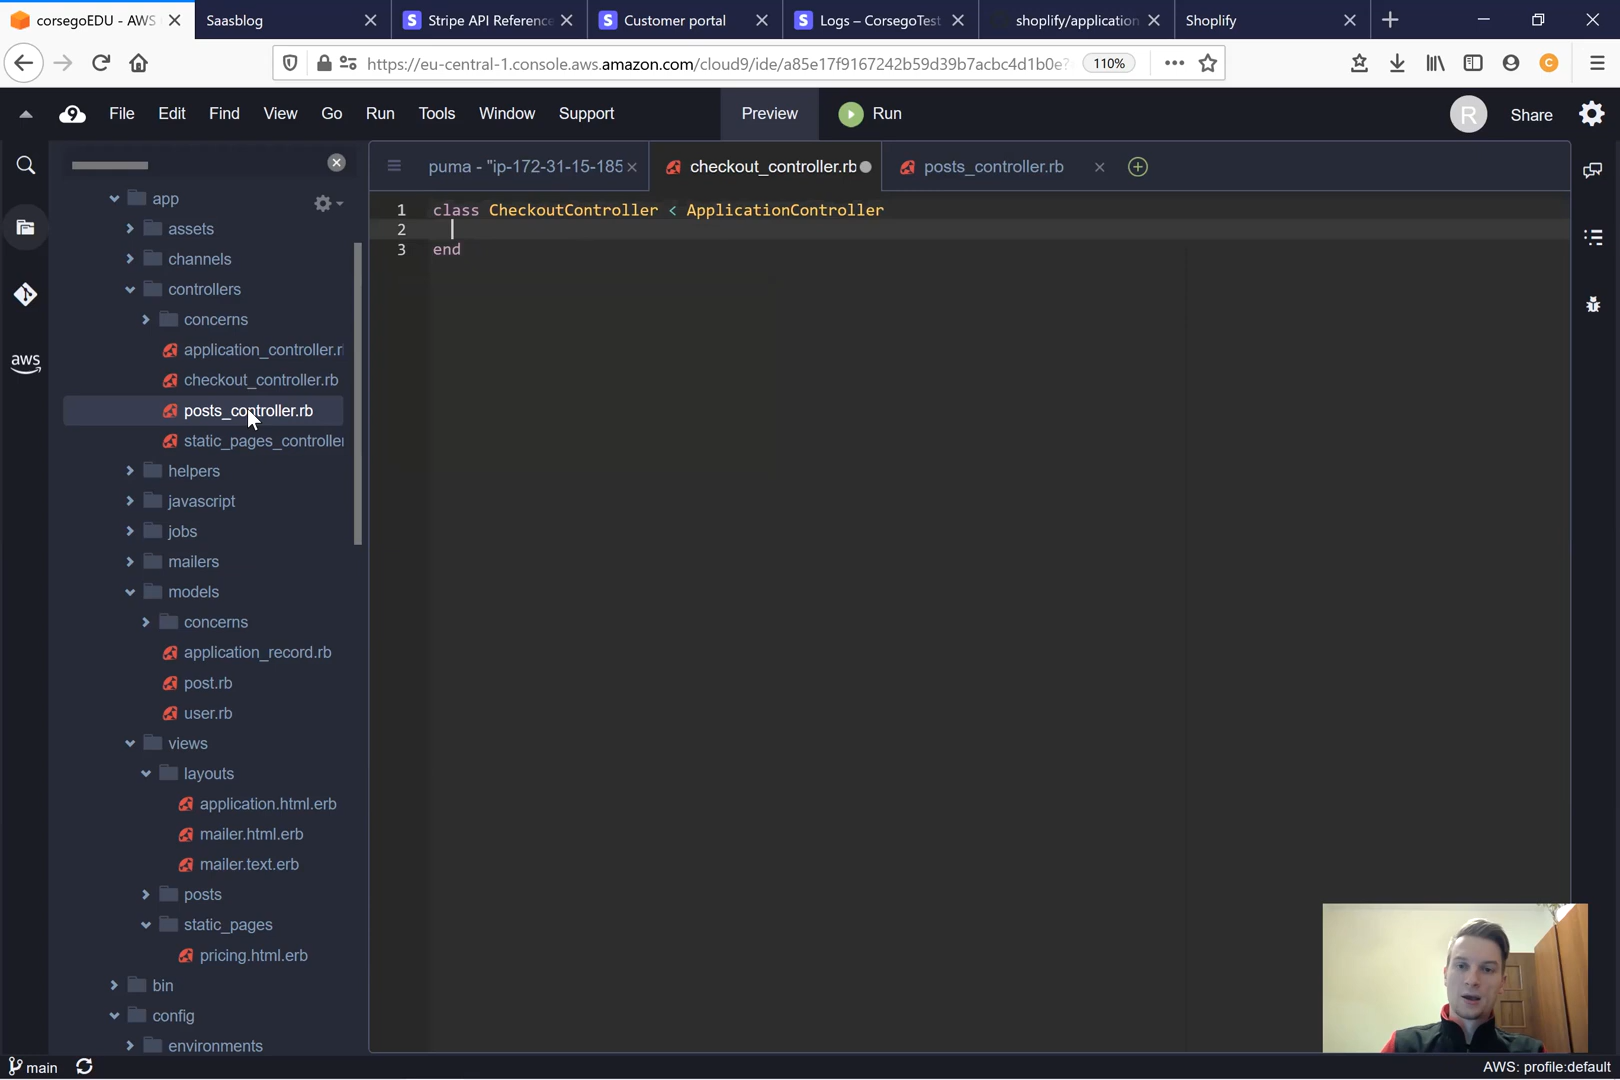 corsegoEDU - AWS
Saasblog
Stripe API Reference
Customer portal
Logs – CorsegoTest
shoplify/application
Shoplify
https://eu-central-1.console.aws.amazon.com/cloud9/ide/a85e17f9167242b59d39b7acbc4d1b0e?
110%
File Edit Find View Go Run Tools Window Support
Preview
Run
R
Share
puma - "ip-172-31-15-185
checkout_controller.rb
posts_controller.rb
app
assets
channels
controllers
concerns
application_controller.r
checkout_controller.rb
posts_controller.rb
static_pages_controller
helpers
javascript
jobs
mailers
models
concerns
application_record.rb
post.rb
user.rb
views
layouts
application.html.erb
mailer.html.erb
mailer.text.erb
posts
static_pages
pricing.html.erb
bin
config
environments
aws
1 class CheckoutController < ApplicationController
2
3 end
main
AWS: profile:default